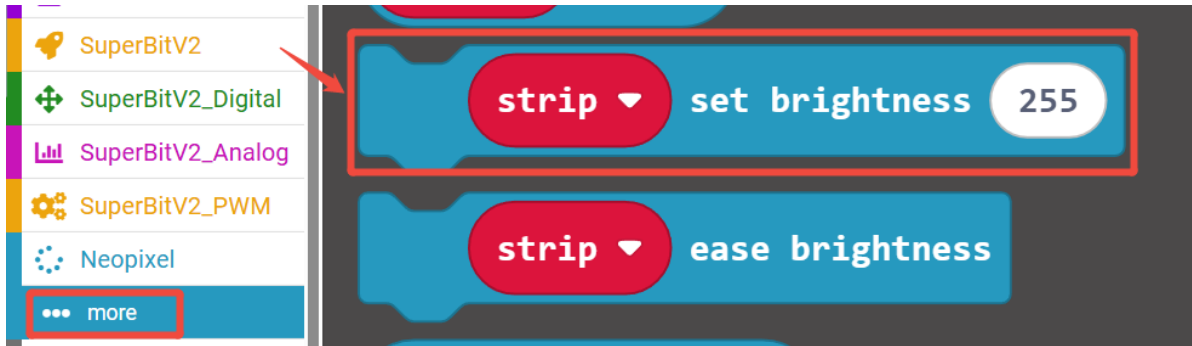 SuperBitV2
SuperBitV2_Digital
SuperBitV2_Analog
SuperBitV2_PWM
Neopixel
more
strip set brightness 255
strip ease brightness